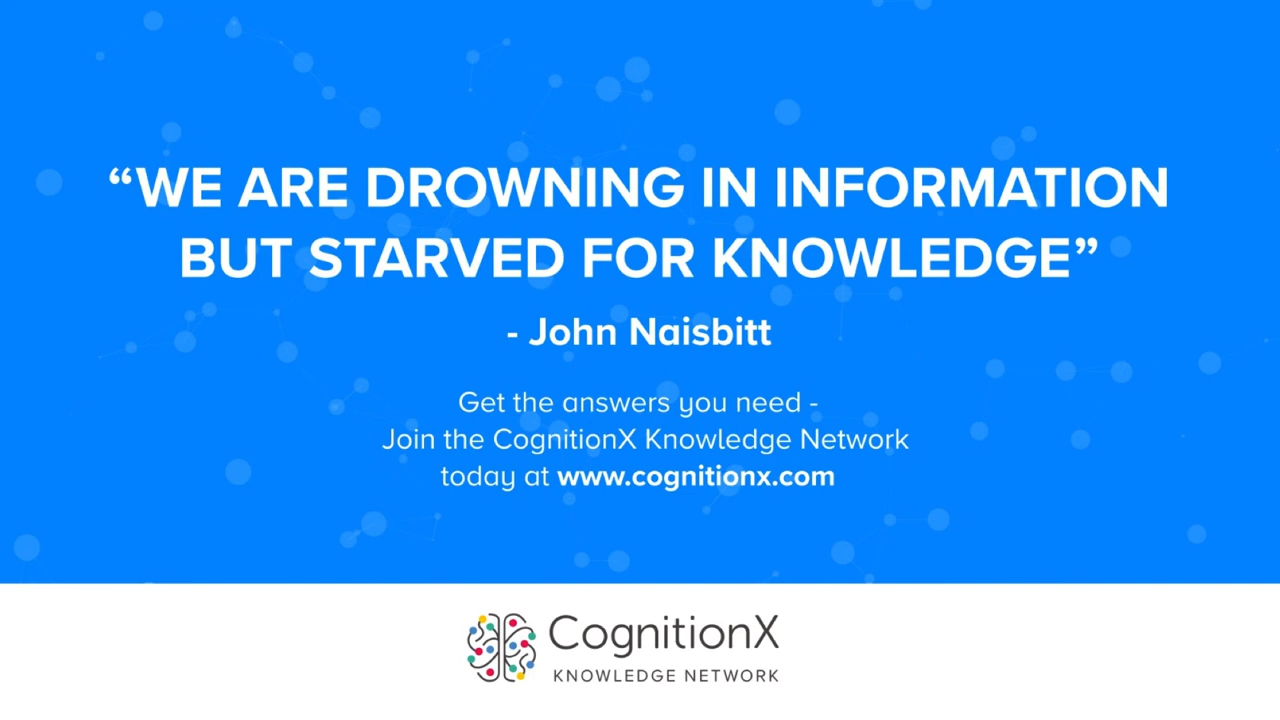 “WE ARE DROWNING IN INFORMATION
BUT STARVED FOR KNOWLEDGE”
- John Naisbitt
Get the answers you need -
Join the CognitionX Knowledge Network
today at www.cognitionx.com
CognitionX
KNOWLEDGE NETWORK